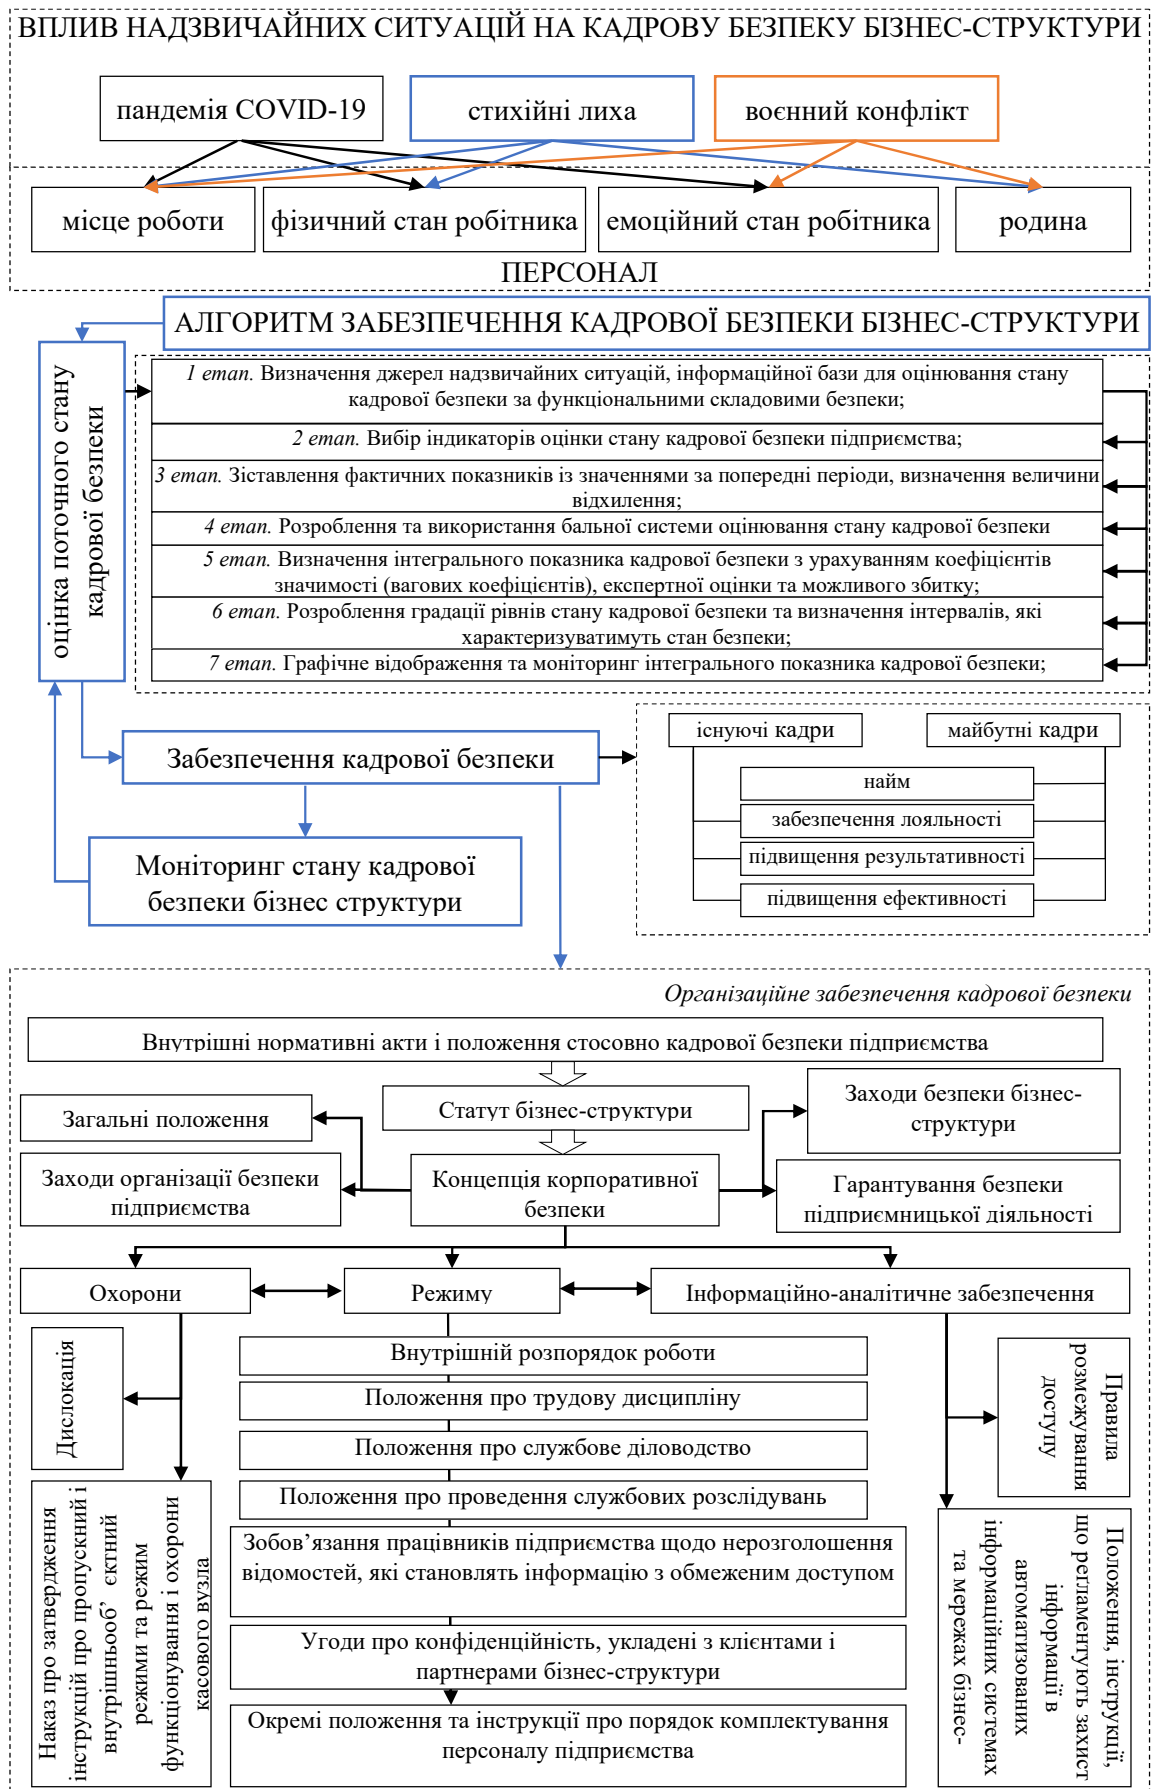 ВПЛИВ НАДЗВИЧАЙНИХ СИТУАЦІЙ НА КАДРОВУ БЕЗПЕКУ БІЗНЕС-СТРУКТУРИ
пандемія COVID-19
стихійні лиха
воєнний конфлікт
місце роботи
фізичний стан робітника
емоційний стан робітника
родина
ПЕРСОНАЛ
АЛГОРИТМ ЗАБЕЗПЕЧЕННЯ КАДРОВОЇ БЕЗПЕКИ БІЗНЕС-СТРУКТУРИ
оцінка поточного стану
кадрової безпеки
1 етап. Визначення джерел надзвичайних ситуацій, інформаційної бази для оцінювання стану
кадрової безпеки за функціональними складовими безпеки;
2 етап. Вибір індикаторів оцінки стану кадрової безпеки підприємства;
3 етап. Зіставлення фактичних показників із значеннями за попередні періоди, визначення величини
відхилення;
4 етап. Розроблення та використання бальної системи оцінювання стану кадрової безпеки
5 етап. Визначення інтегрального показника кадрової безпеки з урахуванням коефіцієнтів
значимості (вагових коефіцієнтів), експертної оцінки та можливого збитку;
6 етап. Розроблення градації рівнів стану кадрової безпеки та визначення інтервалів, які
характеризуватимуть стан безпеки;
7 етап. Графічне відображення та моніторинг інтегрального показника кадрової безпеки;
Забезпечення кадрової безпеки
Моніторинг стану кадрової
безпеки бізнес структури
існуючі кадри
майбутні кадри
найм
забезпечення лояльності
підвищення результативності
підвищення ефективності
Організаційне забезпечення кадрової безпеки
Внутрішні нормативні акти і положення стосовно кадрової безпеки підприємства
Статут бізнес-структури
Загальні положення
Заходи безпеки бізнес-
структури
Заходи організації безпеки
підприємства
Концепція корпоративної
безпеки
Гарантування безпеки
підприємницької діяльності
Охорони
Режиму
Інформаційно-аналітичне забезпечення
Дислокація
Наказ про затвердження
інструкцій про пропускний і
внутрішньооб’ єктний
режими та режим
функціонування і охорони
касового вузла
Внутрішній розпорядок роботи
Положення про трудову дисципліну
Положення про службове діловодство
Положення про проведення службових розслідувань
Зобов’язання працівників підприємства щодо нерозголошення
відомостей, які становлять інформацію з обмеженим доступом
Угоди про конфіденційність, укладені з клієнтами і
партнерами бізнес-структури
Окремі положення та інструкції про порядок комплектування
персоналу підприємства
Правила
розмежування
доступу
Положення, інструкції,
що регламентують захист
інформації в
автоматизованих
інформаційних системах
та мережах бізнес-